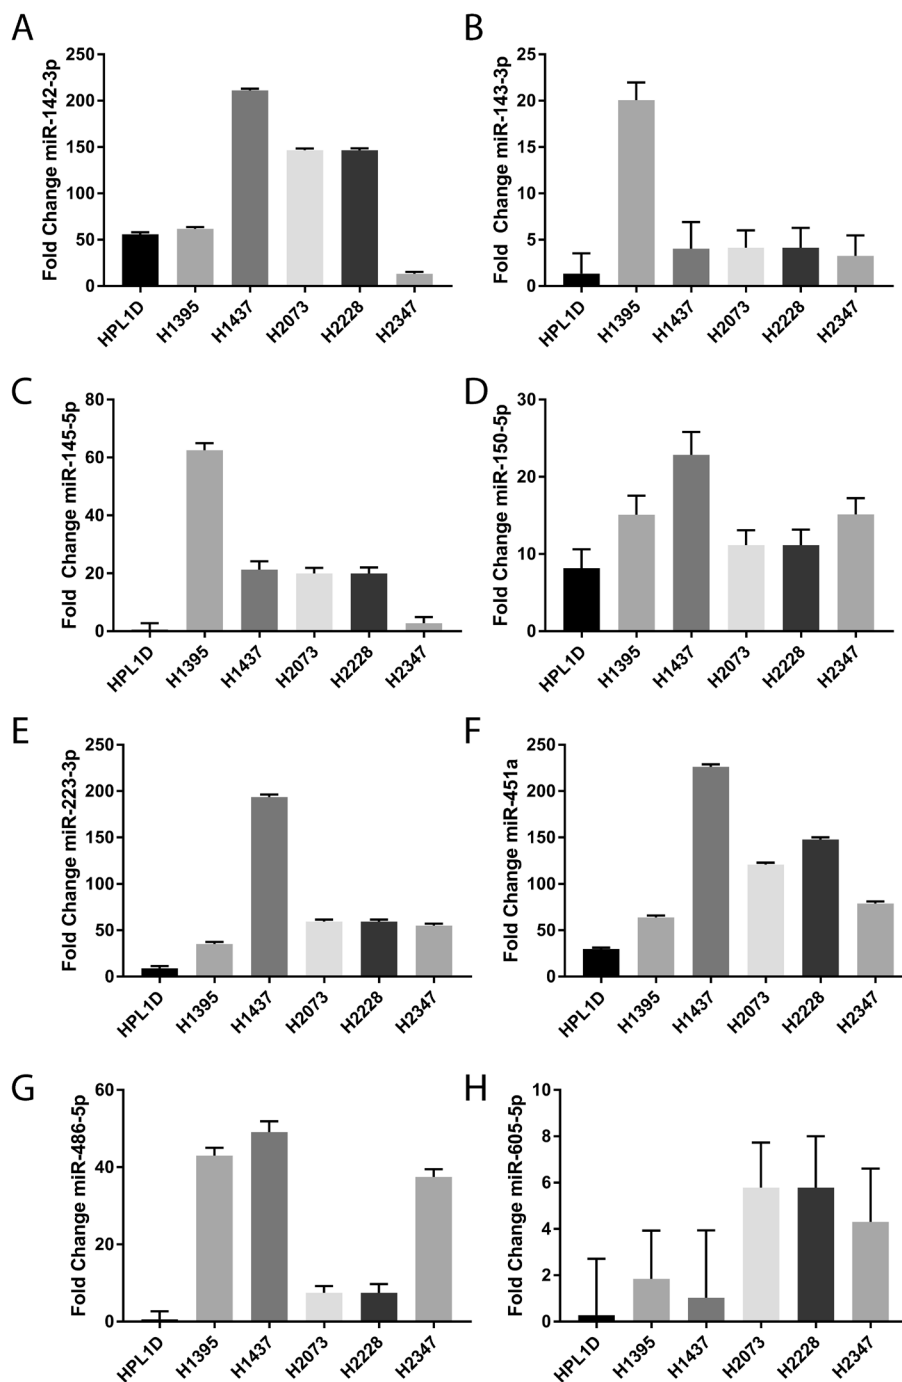 A
Fold Change miR-142-3p
250
200
150
100
50
0
HPL1D
H1395
H1437
H2073
H2228
H2347
B
Fold Change miR-143-3p
25
20
15
10
5
0
HPL1D
H1395
H1437
H2073
H2228
H2347
C
Fold Change miR-145-5p
80
60
40
20
0
HPL1D
H1395
H1437
H2073
H2228
H2347
D
Fold Change miR-150-5p
30
20
10
0
HPL1D
H1395
H1437
H2073
H2228
H2347
E
Fold Change miR-223-3p
250
200
150
100
50
0
HPL1D
H1395
H1437
H2073
H2228
H2347
F
Fold Change miR-451a
250
200
150
100
50
0
HPL1D
H1395
H1437
H2073
H2228
H2347
G
Fold Change miR-486-5p
60
40
20
0
HPL1D
H1395
H1437
H2073
H2228
H2347
H
Fold Change miR-605-5p
10
8
6
4
2
0
HPL1D
H1395
H1437
H2073
H2228
H2347